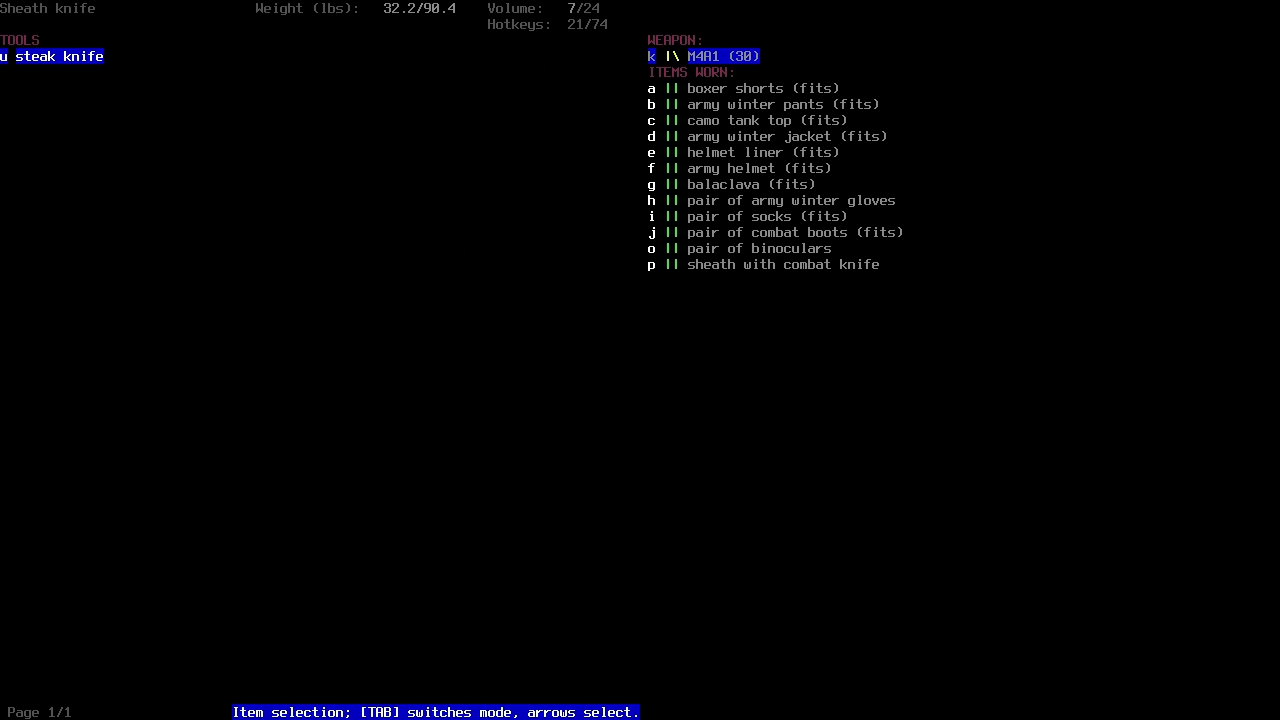 Sheath knife Weight (lbs): 32.2/90.4 Volume: 7/24
Hotkeys: 21/74
TOOLS WEAPON:
u steak knife k |\ M4A1 (30)
ITEMS WORN:
a || boxer shorts (fits)
b || army winter pants (fits)
c || camo tank top (fits)
d || army winter jacket (fits)
e || helmet liner (fits)
f || army helmet (fits)
g || balaclava (fits)
h || pair of army winter gloves
i || pair of socks (fits)
j || pair of combat boots (fits)
o || pair of binoculars
p || sheath with combat knife
Page 1/1 Item selection; [TAB] switches mode, arrows select.